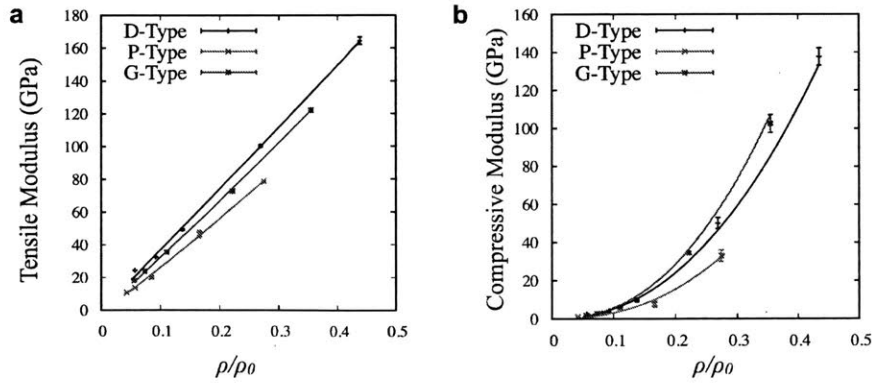 a
D-Type
P-Type
G-Type
Tensile Modulus (GPa)
180
160
140
120
100
80
60
40
20
0
0
0.1
0.2
0.3
0.4
0.5
ρ/ρ₀
b
D-Type
P-Type
G-Type
Compressive Modulus (GPa)
160
140
120
100
80
60
40
20
0
0
0.1
0.2
0.3
0.4
0.5
ρ/ρ₀